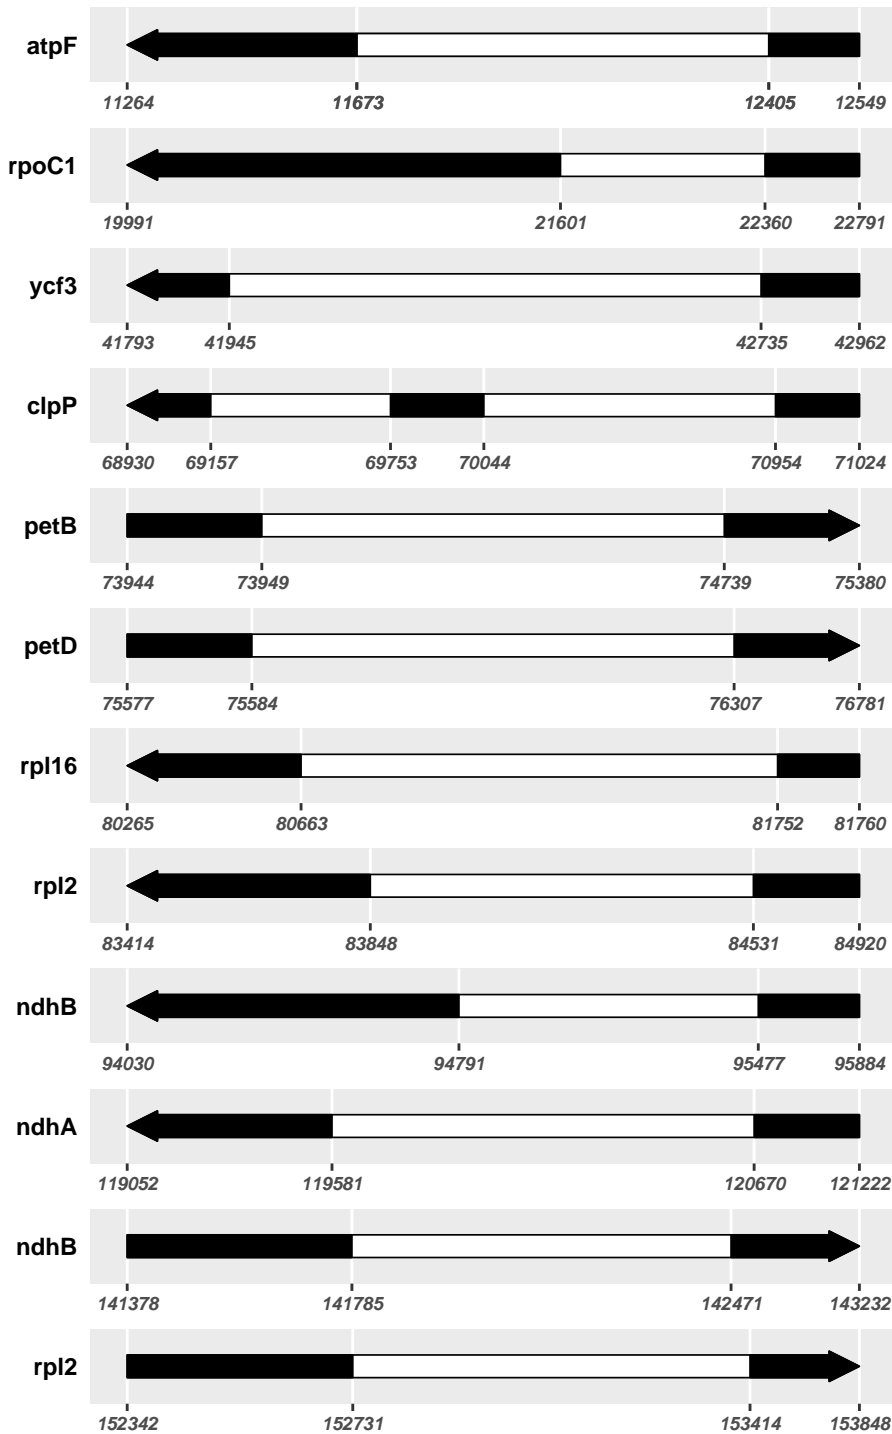 atpF
11264 11673 12405 12549
rpoC1
19991 21601 22360 22791
ycf3
41793 41945 42735 42962
clpP
68930 69157 69753 70044 70954 71024
petB
73944 73949 74739 75380
petD
75577 75584 76307 76781
rpl16
80265 80663 81752 81760
rpl2
83414 83848 84531 84920
ndhB
94030 94791 95477 95884
ndhA
119052 119581 120670 121222
ndhB
141378 141785 142471 143232
rpl2
152342 152731 153414 153848